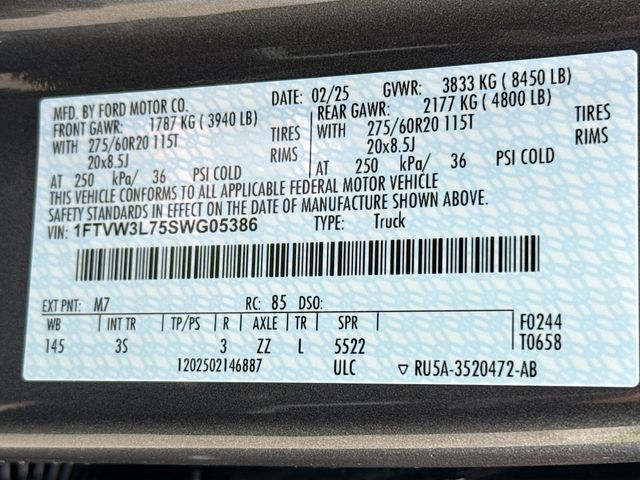 MFD. BY FORD MOTOR CO.
DATE: 02/25 GVWR: 3833 KG ( 8450 LB)
FRONT GAWR: 1787 KG ( 3940 LB) REAR GAWR: 2177 KG ( 4800 LB)
WITH 275/60R20 115T TIRES WITH 275/60R20 115T TIRES
20x8.5J RIMS 20x8.5J RIMS
AT 250 kPa/ 36 PSI COLD AT 250 kPa/ 36 PSI COLD
THIS VEHICLE CONFORMS TO ALL APPLICABLE FEDERAL MOTOR VEHICLE
SAFETY STANDARDS IN EFFECT ON THE DATE OF MANUFACTURE SHOWN ABOVE.
VIN: 1FTVW3L75SWG05386 TYPE: Truck
EXT PNT: M7 RC: 85 DSO:
WB INT TR TP/PS R AXLE TR SPR F0244
145 3S 3 ZZ L 5522 T0658
1202502146887 ULC ▽ RU5A-3520472-AB